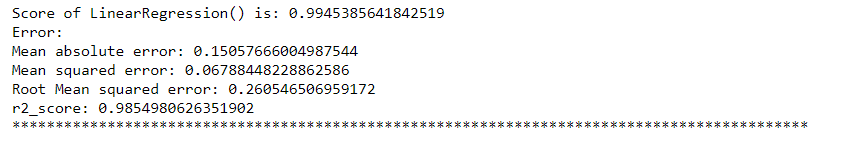 Score of LinearRegression() is: 0.9945385641842519
Error:
Mean absolute error: 0.15057666004987544
Mean squared error: 0.06788448228862586
Root Mean squared error: 0.260546506959172
r2_score: 0.9854980626351902
********************************************************************************************